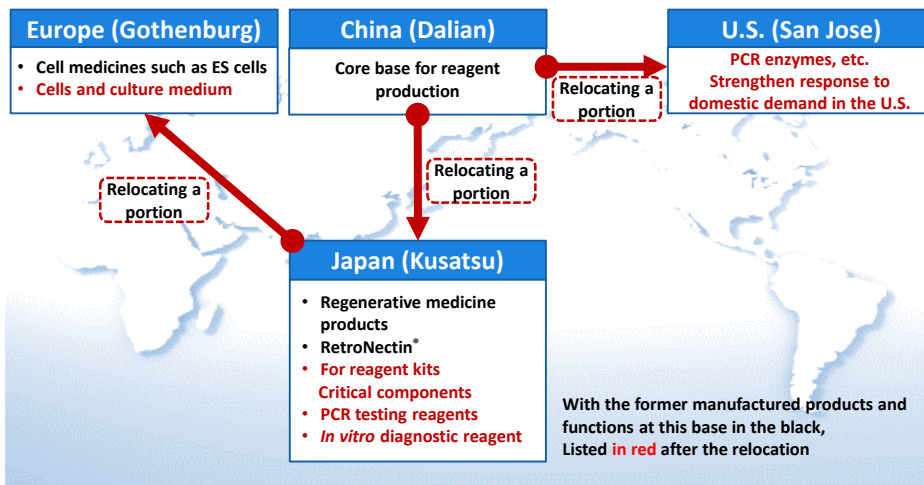 Europe (Gothenburg)
• Cell medicines such as ES cells
• Cells and culture medium
China (Dalian)
Core base for reagent
production
U.S. (San Jose)
PCR enzymes, etc.
Strengthen response to
domestic demand in the U.S.
Relocating a
portion
Relocating a
portion
Relocating a
portion
Japan (Kusatsu)
• Regenerative medicine
products
• RetroNectin®
• For reagent kits
Critical components
• PCR testing reagents
• In vitro diagnostic reagent
With the former manufactured products and
functions at this base in the black,
Listed in red after the relocation